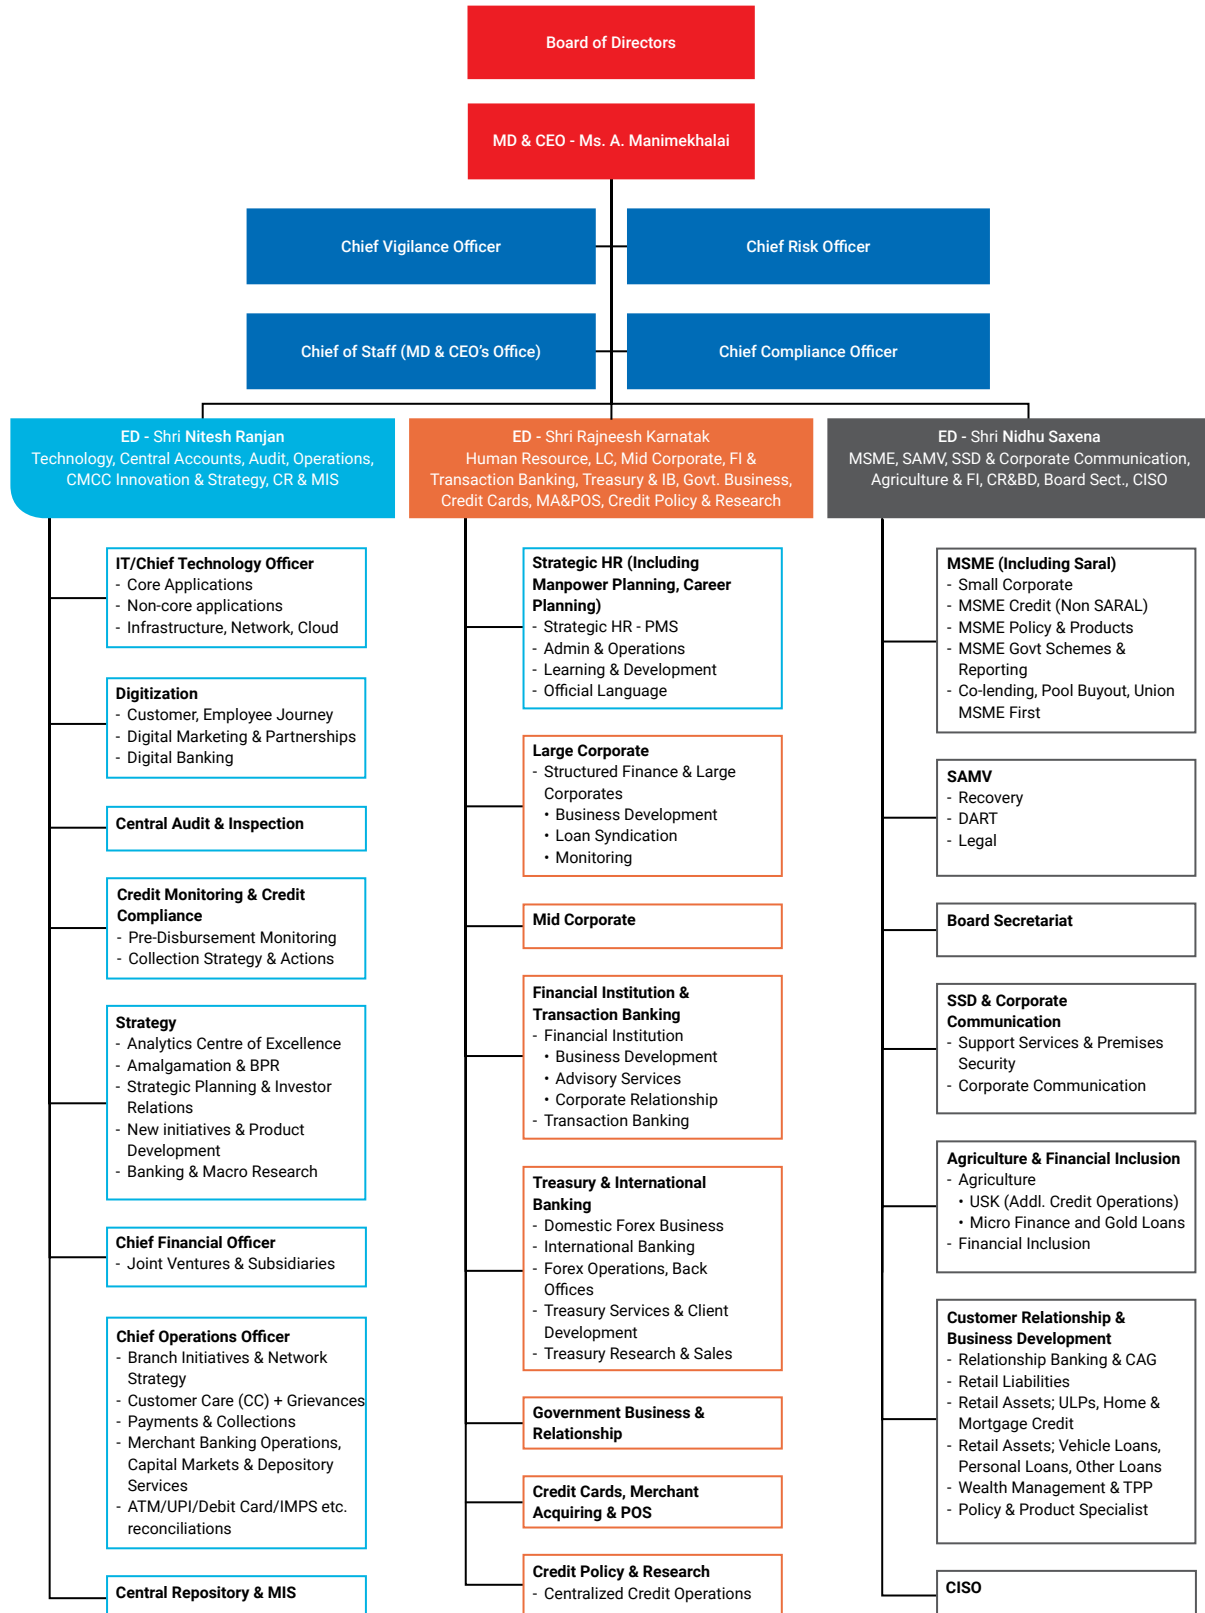 Board of Directors
MD & CEO - Ms. A. Manimekhalai
Chief Vigilance Officer
Chief Risk Officer
Chief of Staff (MD & CEO's Office)
Chief Compliance Officer
ED - Shri Nitesh Ranjan
Technology, Central Accounts, Audit, Operations,
CMCC Innovation & Strategy, CR & MIS
IT/Chief Technology Officer
- Core Applications
- Non-core applications
- Infrastructure, Network, Cloud
Digitization
- Customer, Employee Journey
- Digital Marketing & Partnerships
- Digital Banking
Central Audit & Inspection
Credit Monitoring & Credit
Compliance
- Pre-Disbursement Monitoring
- Collection Strategy & Actions
Strategy
- Analytics Centre of Excellence
- Amalgamation & BPR
- Strategic Planning & Investor
Relations
- New initiatives & Product
Development
- Banking & Macro Research
Chief Financial Officer
- Joint Ventures & Subsidiaries
Chief Operations Officer
- Branch Initiatives & Network
Strategy
- Customer Care (CC) + Grievances
- Payments & Collections
- Merchant Banking Operations,
Capital Markets & Depository
Services
- ATM/UPI/Debit Card/IMPS etc.
reconciliations
Central Repository & MIS
ED - Shri Rajneesh Karnatak
Human Resource, LC, Mid Corporate, FI &
Transaction Banking, Treasury & IB, Govt. Business,
Credit Cards, MA&POS, Credit Policy & Research
Strategic HR (Including
Manpower Planning, Career
Planning)
- Strategic HR - PMS
- Admin & Operations
- Learning & Development
- Official Language
Large Corporate
- Structured Finance & Large
Corporates
• Business Development
• Loan Syndication
• Monitoring
Mid Corporate
Financial Institution &
Transaction Banking
- Financial Institution
• Business Development
• Advisory Services
• Corporate Relationship
- Transaction Banking
Treasury & International
Banking
- Domestic Forex Business
- International Banking
- Forex Operations, Back
Offices
- Treasury Services & Client
Development
- Treasury Research & Sales
Government Business &
Relationship
Credit Cards, Merchant
Acquiring & POS
Credit Policy & Research
- Centralized Credit Operations
ED - Shri Nidhu Saxena
MSME, SAMV, SSD & Corporate Communication,
Agriculture & FI, CR&BD, Board Sect., CISO
MSME (Including Saral)
- Small Corporate
- MSME Credit (Non SARAL)
- MSME Policy & Products
- MSME Govt Schemes &
Reporting
- Co-lending, Pool Buyout, Union
MSME First
SAMV
- Recovery
- DART
- Legal
Board Secretariat
SSD & Corporate
Communication
- Support Services & Premises
Security
- Corporate Communication
Agriculture & Financial Inclusion
- Agriculture
• USK (Addl. Credit Operations)
• Micro Finance and Gold Loans
- Financial Inclusion
Customer Relationship &
Business Development
- Relationship Banking & CAG
- Retail Liabilities
- Retail Assets; ULPs, Home &
Mortgage Credit
- Retail Assets; Vehicle Loans,
Personal Loans, Other Loans
- Wealth Management & TPP
- Policy & Product Specialist
CISO